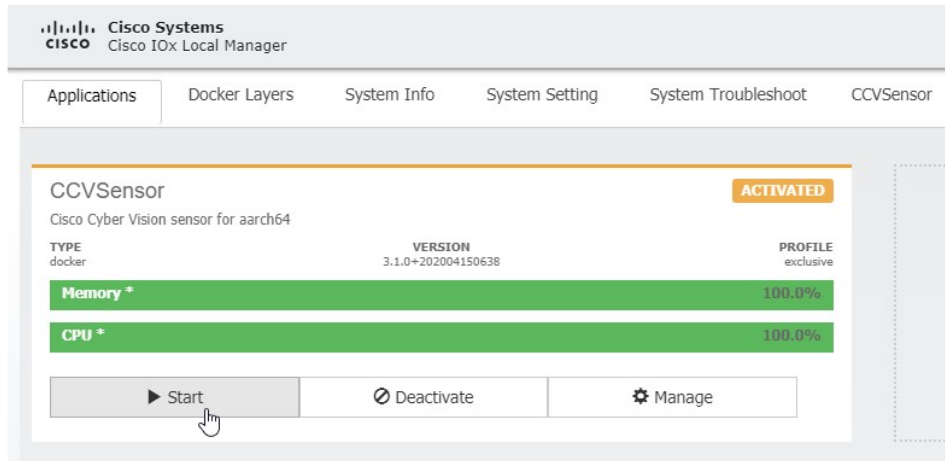 Cisco Systems
CISCO Cisco IOx Local Manager
Applications Docker Layers System Info System Setting System Troubleshoot CCVSensor
CCVSensor ACTIVATED
Cisco Cyber Vision sensor for aarch64
TYPE VERSION PROFILE
docker 3.1.0+202004150638 exclusive
Memory * 100.0%
CPU * 100.0%
Start Deactivate Manage